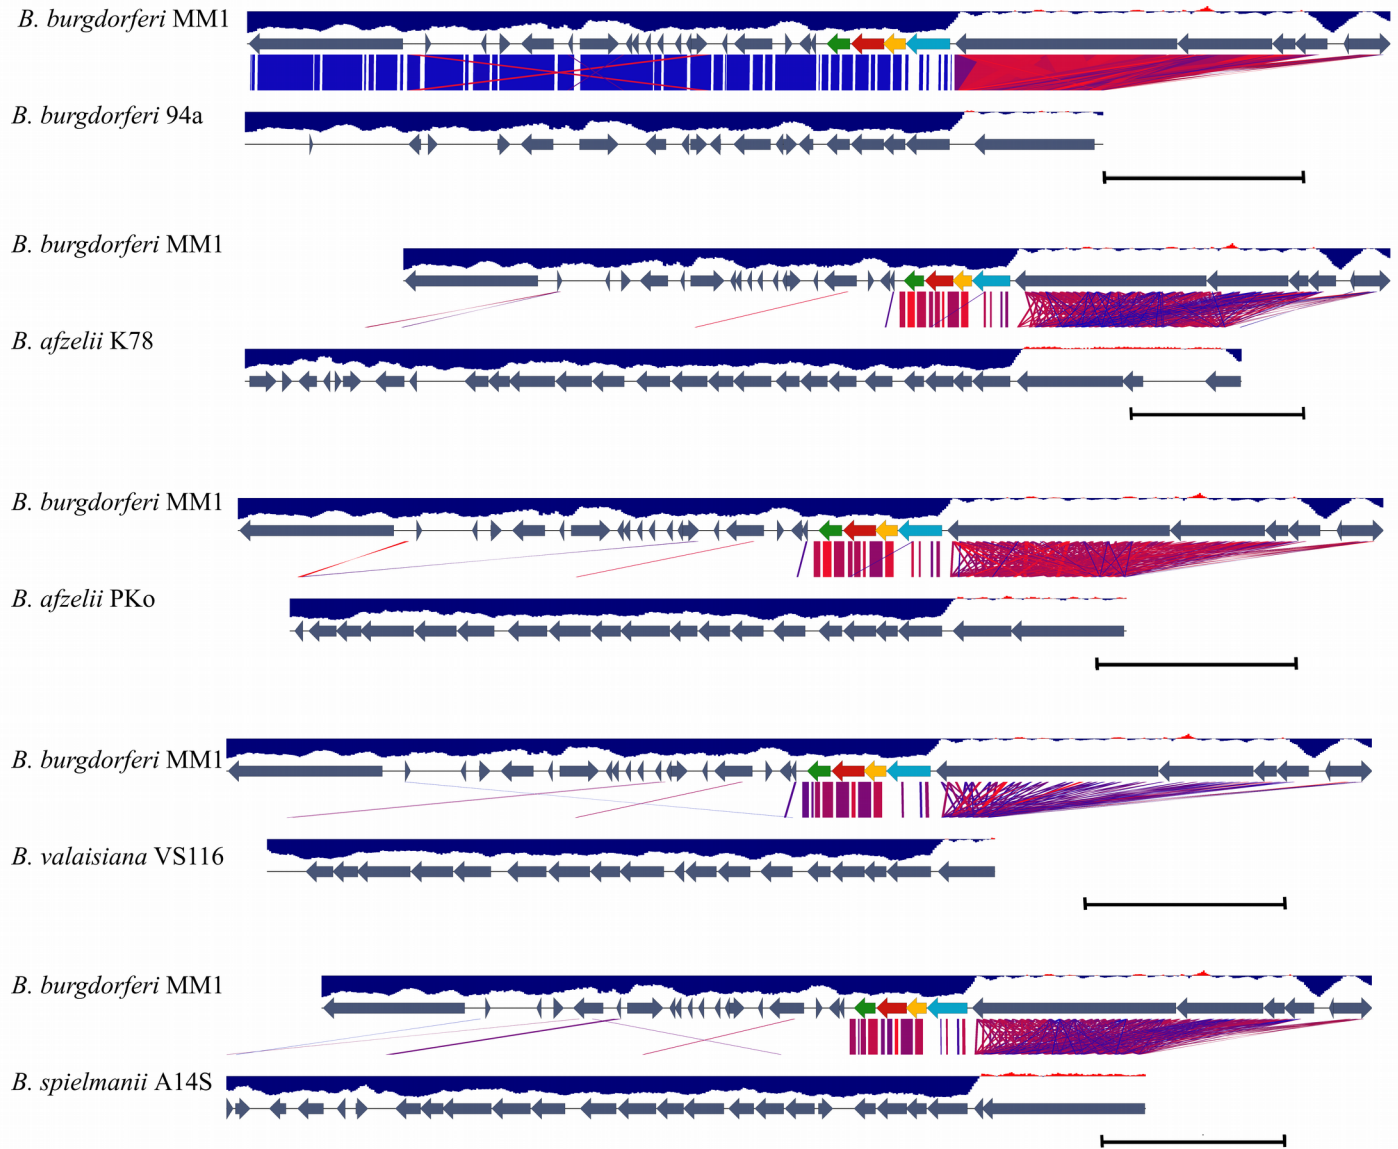 B. burgdorferi MM1
B. burgdorferi 94a
B. burgdorferi MM1
B. afzelii K78
B. burgdorferi MM1
B. afzelii PKo
B. burgdorferi MM1
B. valaisiana VS116
B. burgdorferi MM1
B. spielmanii A14S